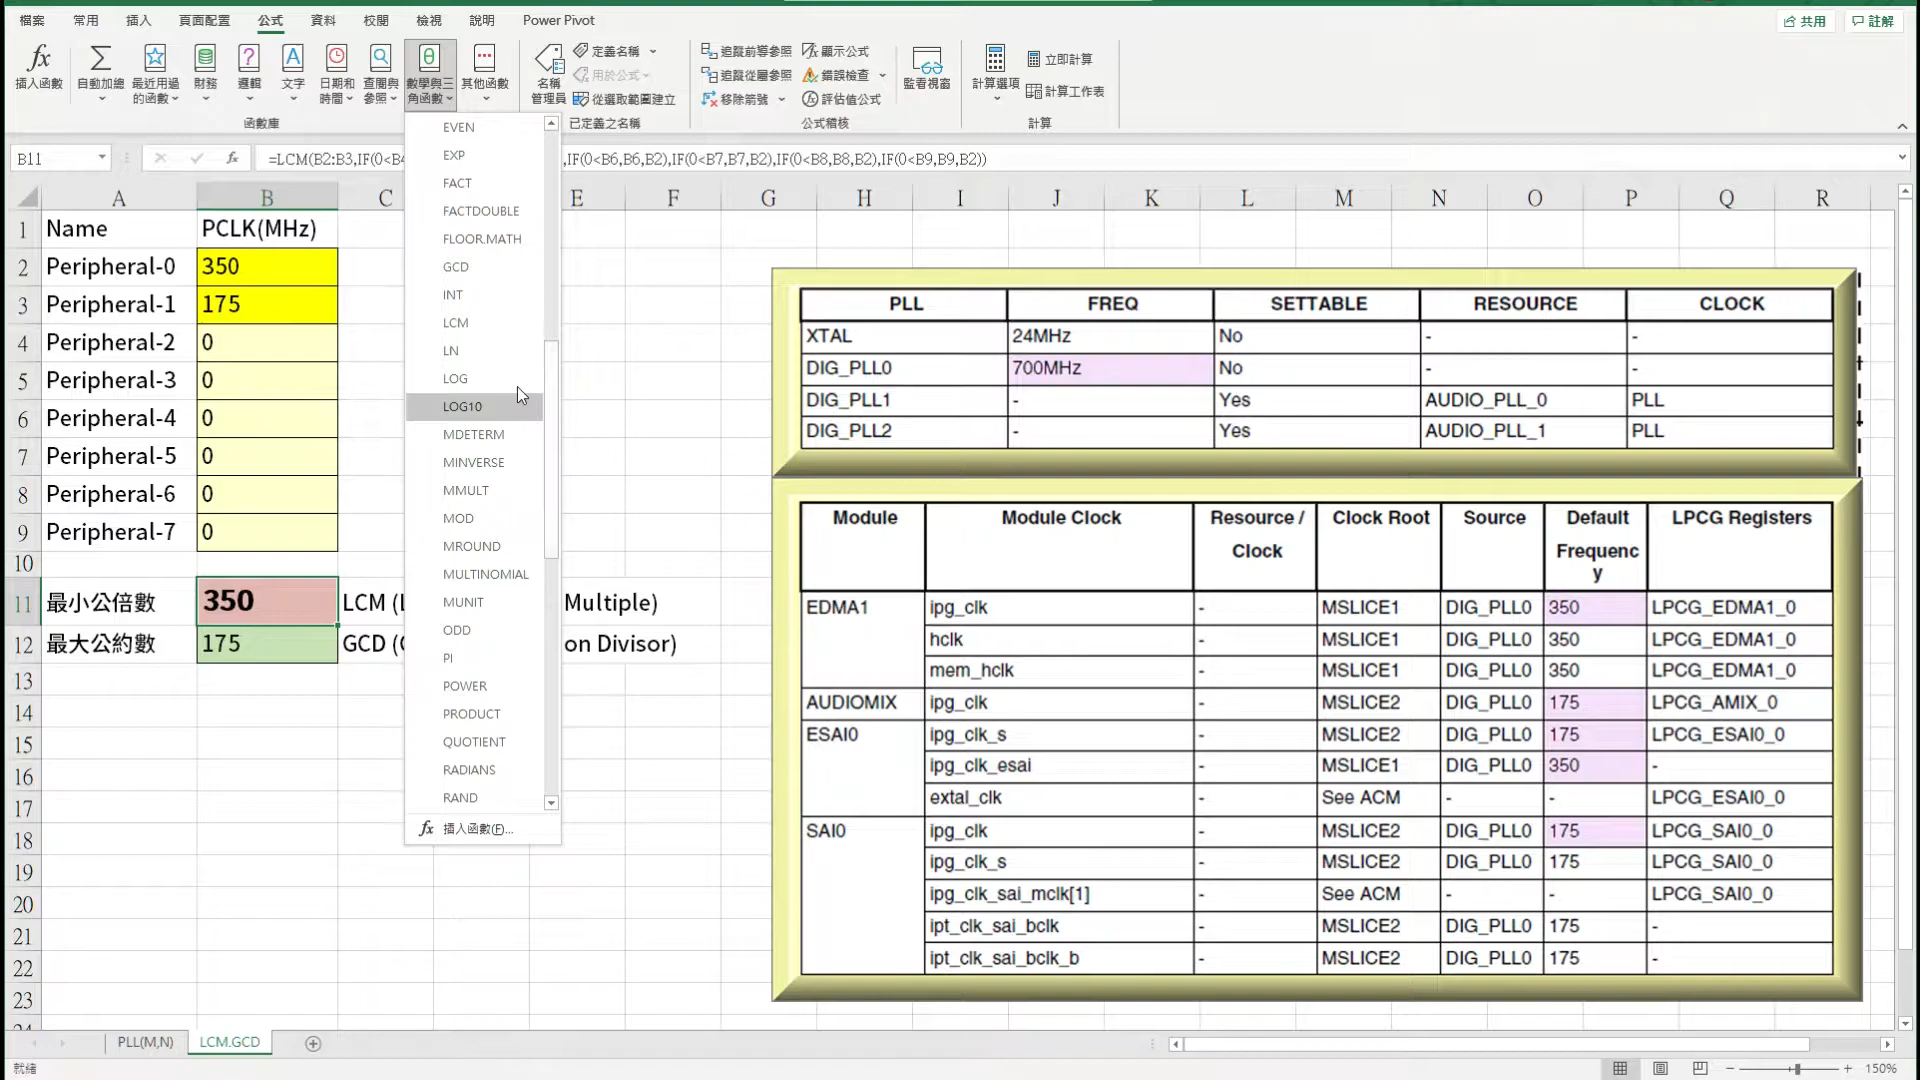 檔案 常用 插入 頁面配置 公式 資料 校閱 檢視 說明 Power Pivot 共用 註解
插入函數 自動加總 最近用過的函數 財務 邏輯 文字 日期和時間 查閱與參照 數學與三角函數 其他函數
函數庫
名稱管理員 定義名稱 用於公式 從選取範圍建立
已定義之名稱
追蹤前導參照 追蹤從屬參照 移除箭號 顯示公式 錯誤檢查 評估值公式 監看視窗
公式稽核
計算選項 立即計算 計算工作表
計算
B11 fx =LCM(B2:B3,IF(0<B4 ,IF(0<B6,B6,B2),IF(0<B7,B7,B2),IF(0<B8,B8,B2),IF(0<B9,B9,B2))
A B C E F G H I J K L M N O P Q R
1 Name PCLK(MHz)
2 Peripheral-0 350
3 Peripheral-1 175
4 Peripheral-2 0
5 Peripheral-3 0
6 Peripheral-4 0
7 Peripheral-5 0
8 Peripheral-6 0
9 Peripheral-7 0
10
11 最小公倍數 350 LCM (L Multiple)
12 最大公約數 175 GCD ( on Divisor)
13
14
15
16
17
18
19
20
21
22
23
24
EVEN
EXP
FACT
FACTDOUBLE
FLOOR.MATH
GCD
INT
LCM
LN
LOG
LOG10
MDETERM
MINVERSE
MMULT
MOD
MROUND
MULTINOMIAL
MUNIT
ODD
PI
POWER
PRODUCT
QUOTIENT
RADIANS
RAND
fx 插入函數(F)...
PLL FREQ SETTABLE RESOURCE CLOCK
XTAL 24MHz No - -
DIG_PLL0 700MHz No - -
DIG_PLL1 - Yes AUDIO_PLL_0 PLL
DIG_PLL2 - Yes AUDIO_PLL_1 PLL
Module Module Clock Resource / Clock Clock Root Source Default Frequency LPCG Registers
EDMA1 ipg_clk - MSLICE1 DIG_PLL0 350 LPCG_EDMA1_0
hclk - MSLICE1 DIG_PLL0 350 LPCG_EDMA1_0
mem_hclk - MSLICE1 DIG_PLL0 350 LPCG_EDMA1_0
AUDIOMIX ipg_clk - MSLICE2 DIG_PLL0 175 LPCG_AMIX_0
ESAI0 ipg_clk_s - MSLICE2 DIG_PLL0 175 LPCG_ESAI0_0
ipg_clk_esai - MSLICE1 DIG_PLL0 350 -
extal_clk - See ACM - - LPCG_ESAI0_0
SAI0 ipg_clk - MSLICE2 DIG_PLL0 175 LPCG_SAI0_0
ipg_clk_s - MSLICE2 DIG_PLL0 175 LPCG_SAI0_0
ipg_clk_sai_mclk[1] - See ACM - - LPCG_SAI0_0
ipt_clk_sai_bclk - MSLICE2 DIG_PLL0 175 -
ipt_clk_sai_bclk_b - MSLICE2 DIG_PLL0 175 -
PLL(M,N) LCM.GCD
就緒 150%